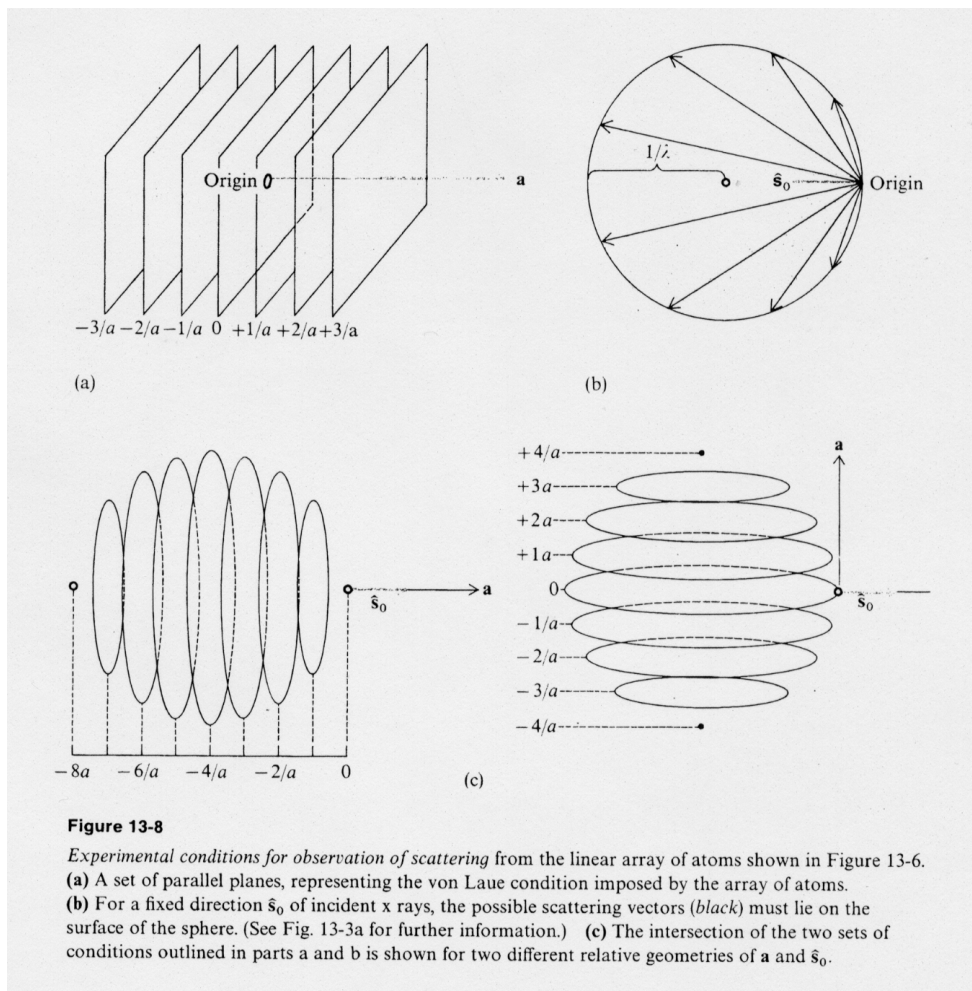 Origin 0
a
−3/a −2/a −1/a 0 +1/a +2/a +3/a
(a)
1/λ
ŝ₀
Origin
(b)
a
ŝ₀
−8a −6/a −4/a −2/a 0
+4/a
+3a
+2a
+1a
0
− 1/a
− 2/a
− 3/a
− 4/a
a
ŝ₀
(c)
Figure 13-8
Experimental conditions for observation of scattering from the linear array of atoms shown in Figure 13-6.
(a) A set of parallel planes, representing the von Laue condition imposed by the array of atoms.
(b) For a fixed direction ŝ₀ of incident x rays, the possible scattering vectors (black) must lie on the
surface of the sphere. (See Fig. 13-3a for further information.) (c) The intersection of the two sets of
conditions outlined in parts a and b is shown for two different relative geometries of a and ŝ₀.